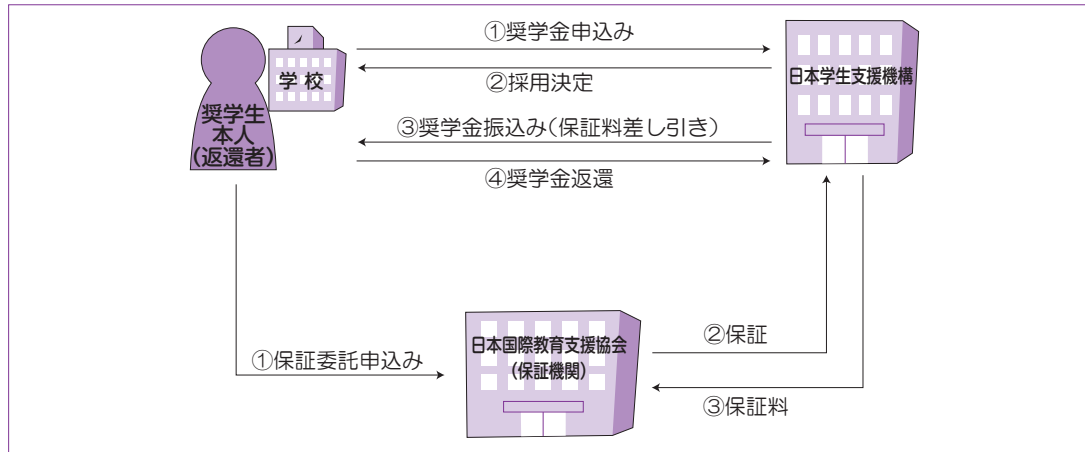 ①奨学金申込み
学校
②採用決定
日本学生支援機構
奨学生
本人
(返還者)
③奨学金振込み(保証料差し引き)
④奨学金返還
①保証委託申込み
日本国際教育支援協会
(保証機関)
②保証
③保証料